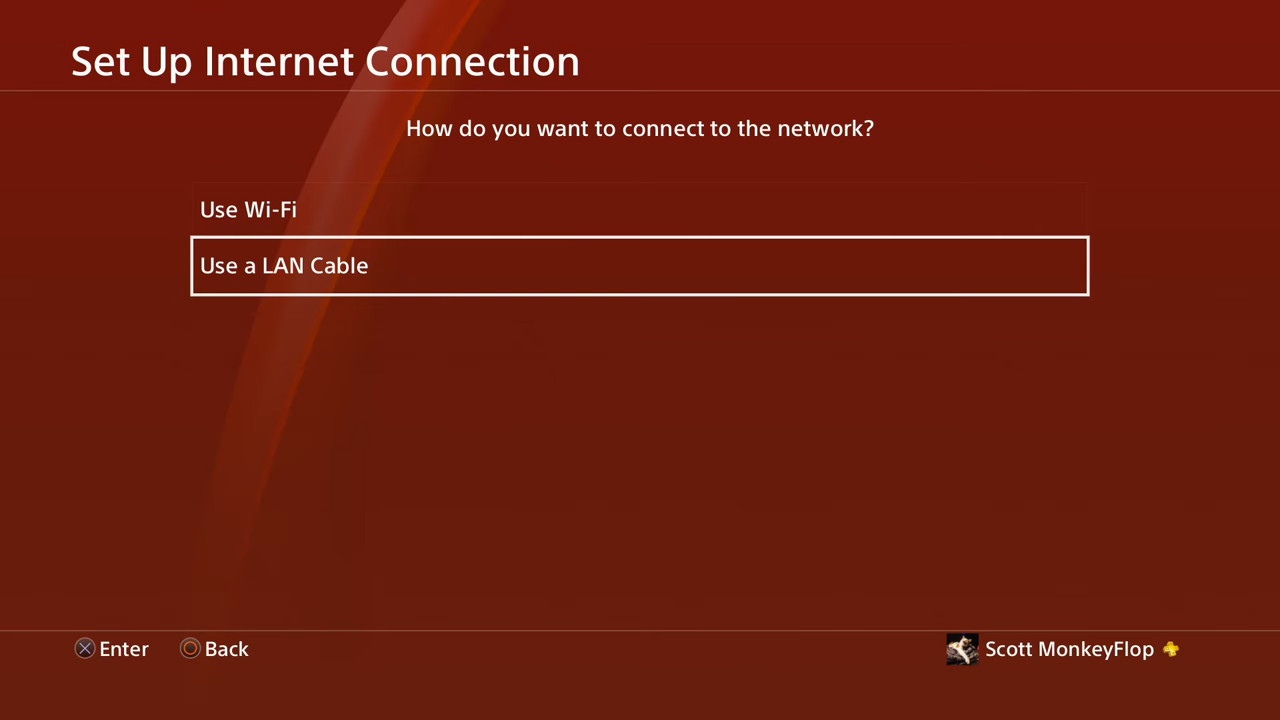 Set Up Internet Connection
How do you want to connect to the network?
Use Wi-Fi
Use a LAN Cable
Enter Back Scott MonkeyFlop